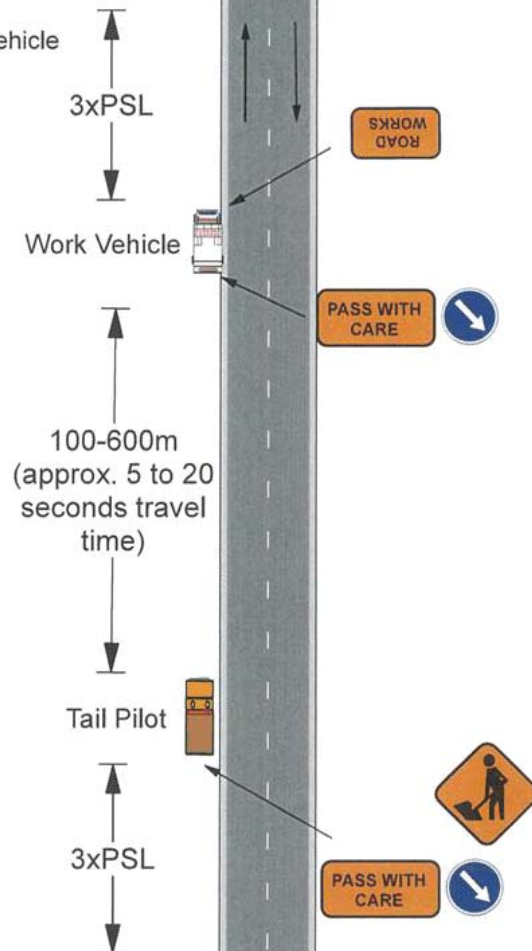 ehicle
3xPSL
ROAD
WORKS
Work Vehicle
PASS WITH
CARE
100-600m
(approx. 5 to 20
seconds travel
time)
Tail Pilot
3xPSL
PASS WITH
CARE